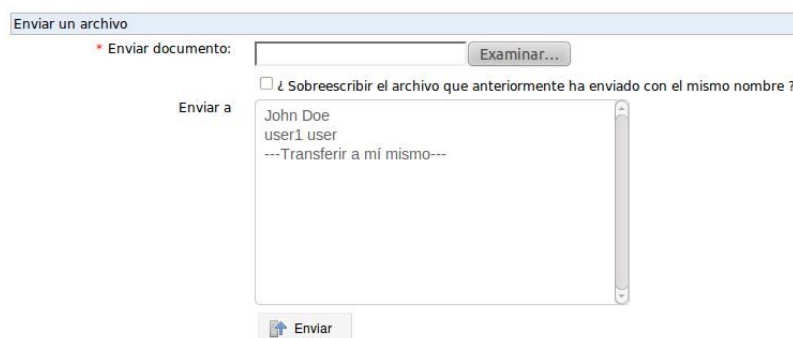 Enviar un archivo
* Enviar documento:
Examinar...
¿ Sobreescribir el archivo que anteriormente ha enviado con el mismo nombre ?
Enviar a
John Doe
user1 user
---Transferir a mí mismo---
Enviar